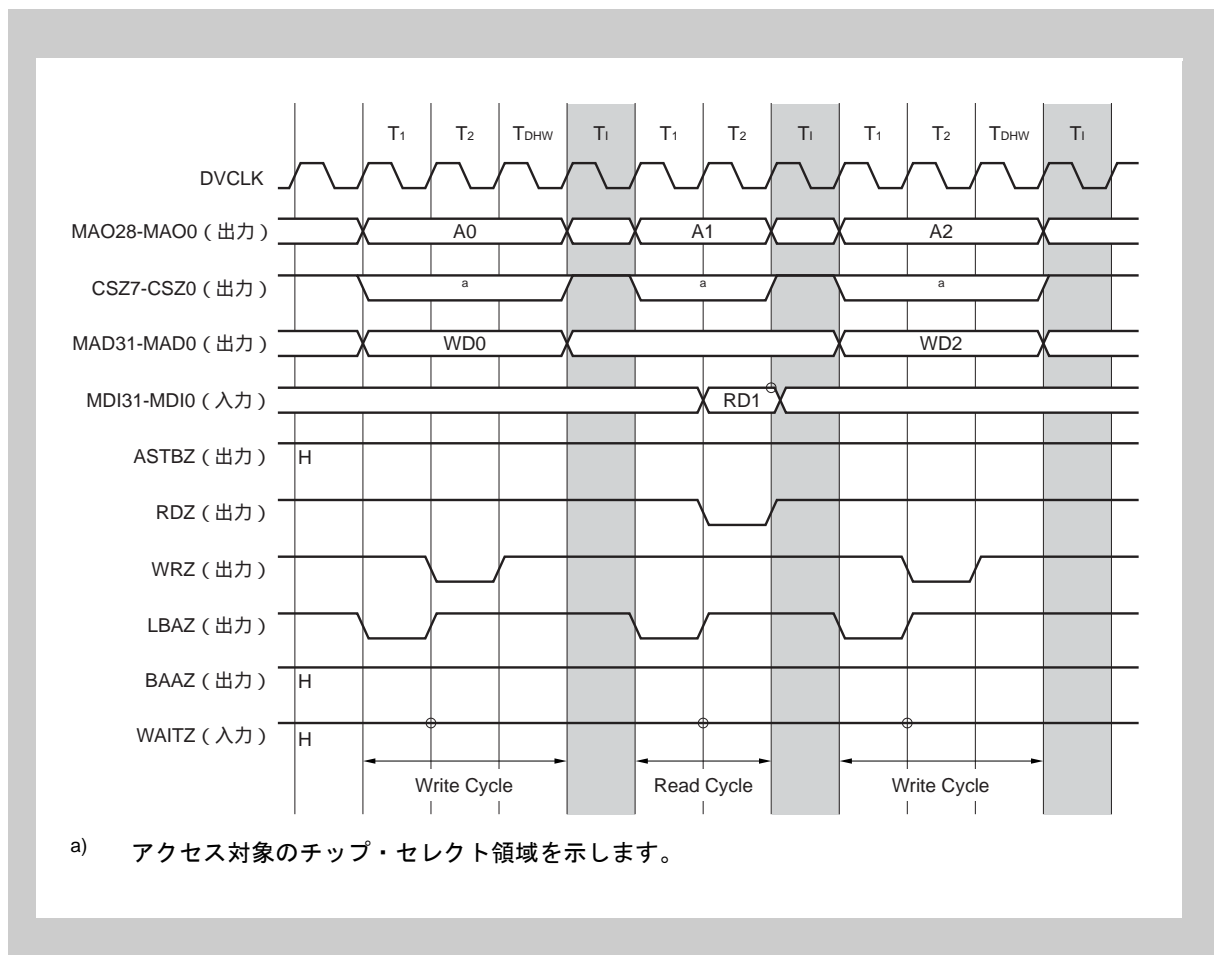 T1 T2 TDHW TI T1 T2 TI T1 T2 TDHW TI
DVCLK
MAO28-MAO0（出力） A0 A1 A2
CSZ7-CSZ0（出力） a a a
MAD31-MAD0（出力） WD0 WD2
MDI31-MDI0（入力） RD1
ASTBZ（出力） H
RDZ（出力）
WRZ（出力）
LBAZ（出力）
BAAZ（出力） H
WAITZ（入力） H
Write Cycle Read Cycle Write Cycle
a) アクセス対象のチップ・セレクト領域を示します。